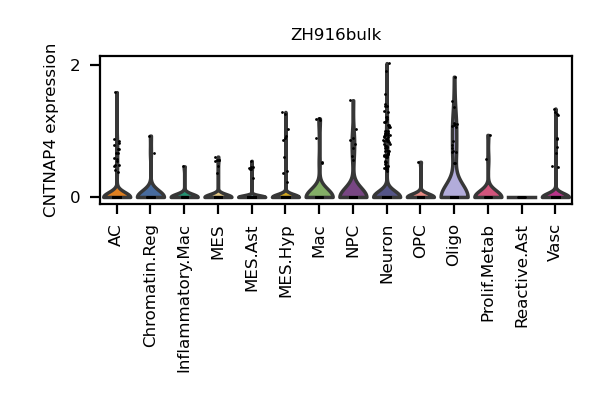 ZH916bulk
CNTNAP4 expression
2
0
AC
Chromatin.Reg
Inflammatory.Mac
MES
MES.Ast
MES.Hyp
Mac
NPC
Neuron
OPC
Oligo
Prolif.Metab
Reactive.Ast
Vasc